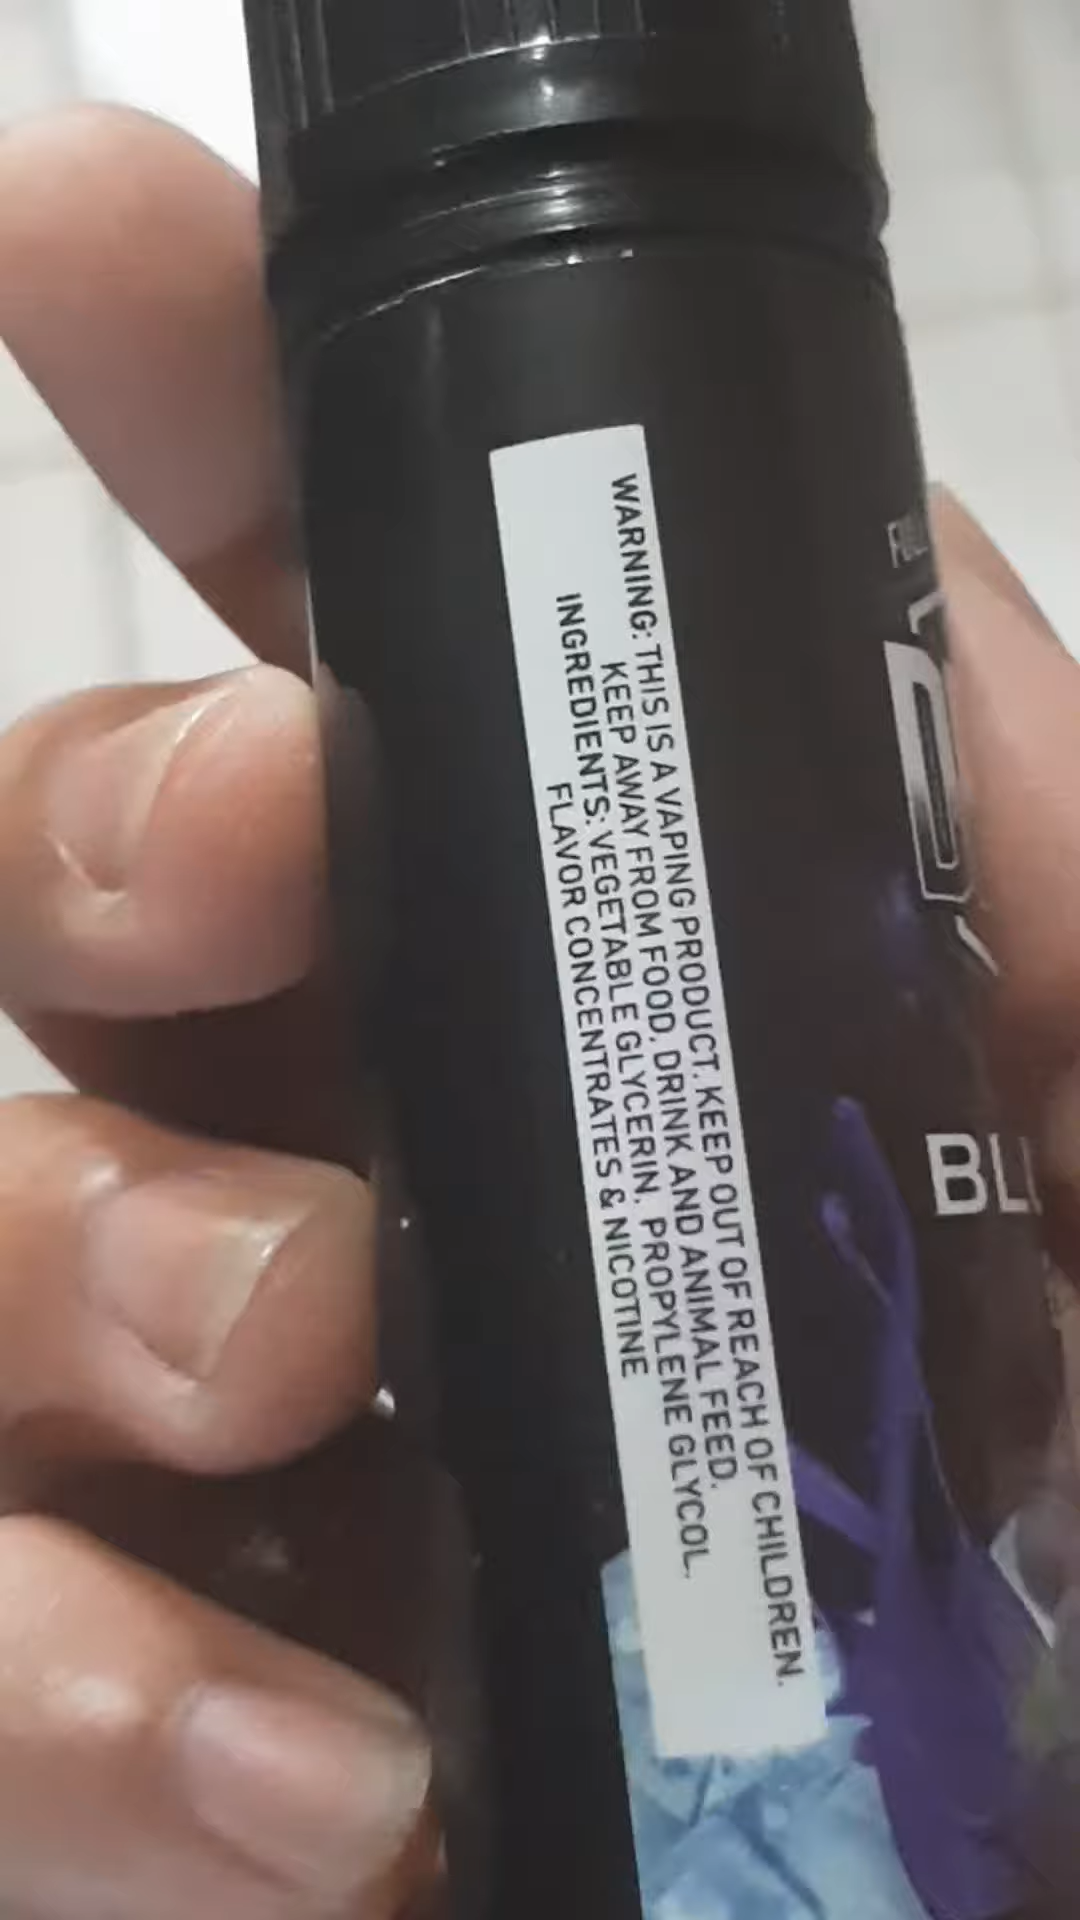 WARNING: THIS IS A VAPING PRODUCT. KEEP OUT OF REACH OF CHILDREN.
KEEP AWAY FROM FOOD, DRINK AND ANIMAL FEED.
INGREDIENTS: VEGETABLE GLYCERIN, PROPYLENE GLYCOL.
FLAVOR CONCENTRATES & NICOTINE